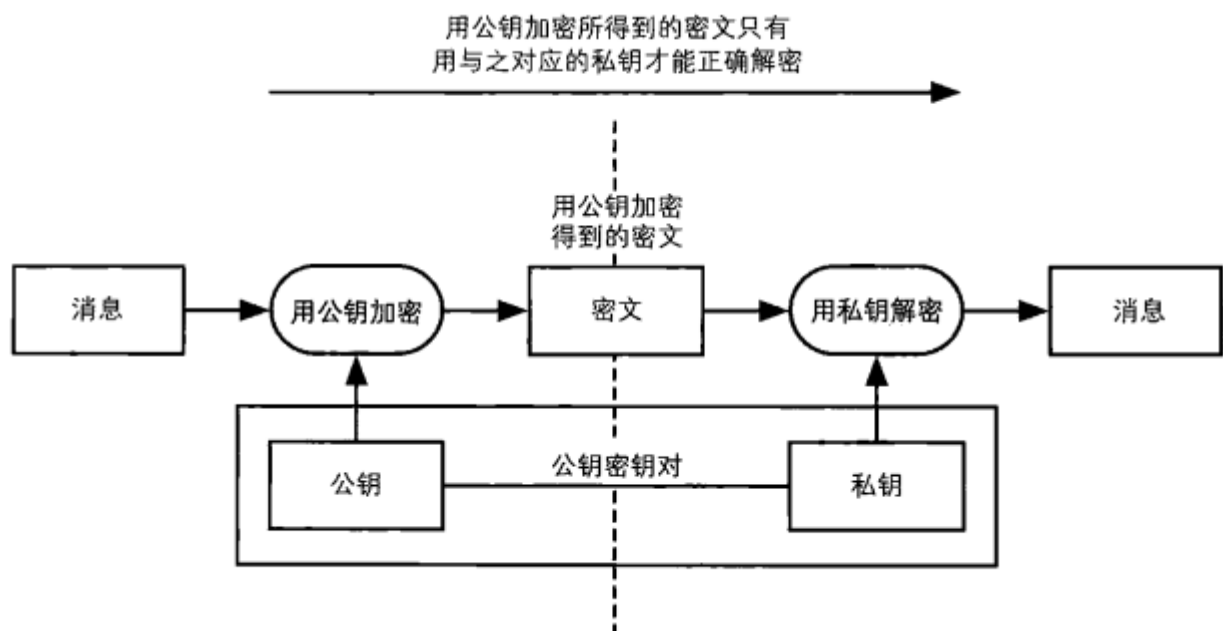 用公钥加密所得到的密文只有
用与之对应的私钥才能正确解密
用公钥加密
得到的密文
消息
用公钥加密
密文
用私钥解密
消息
公钥
公钥密钥对
私钥